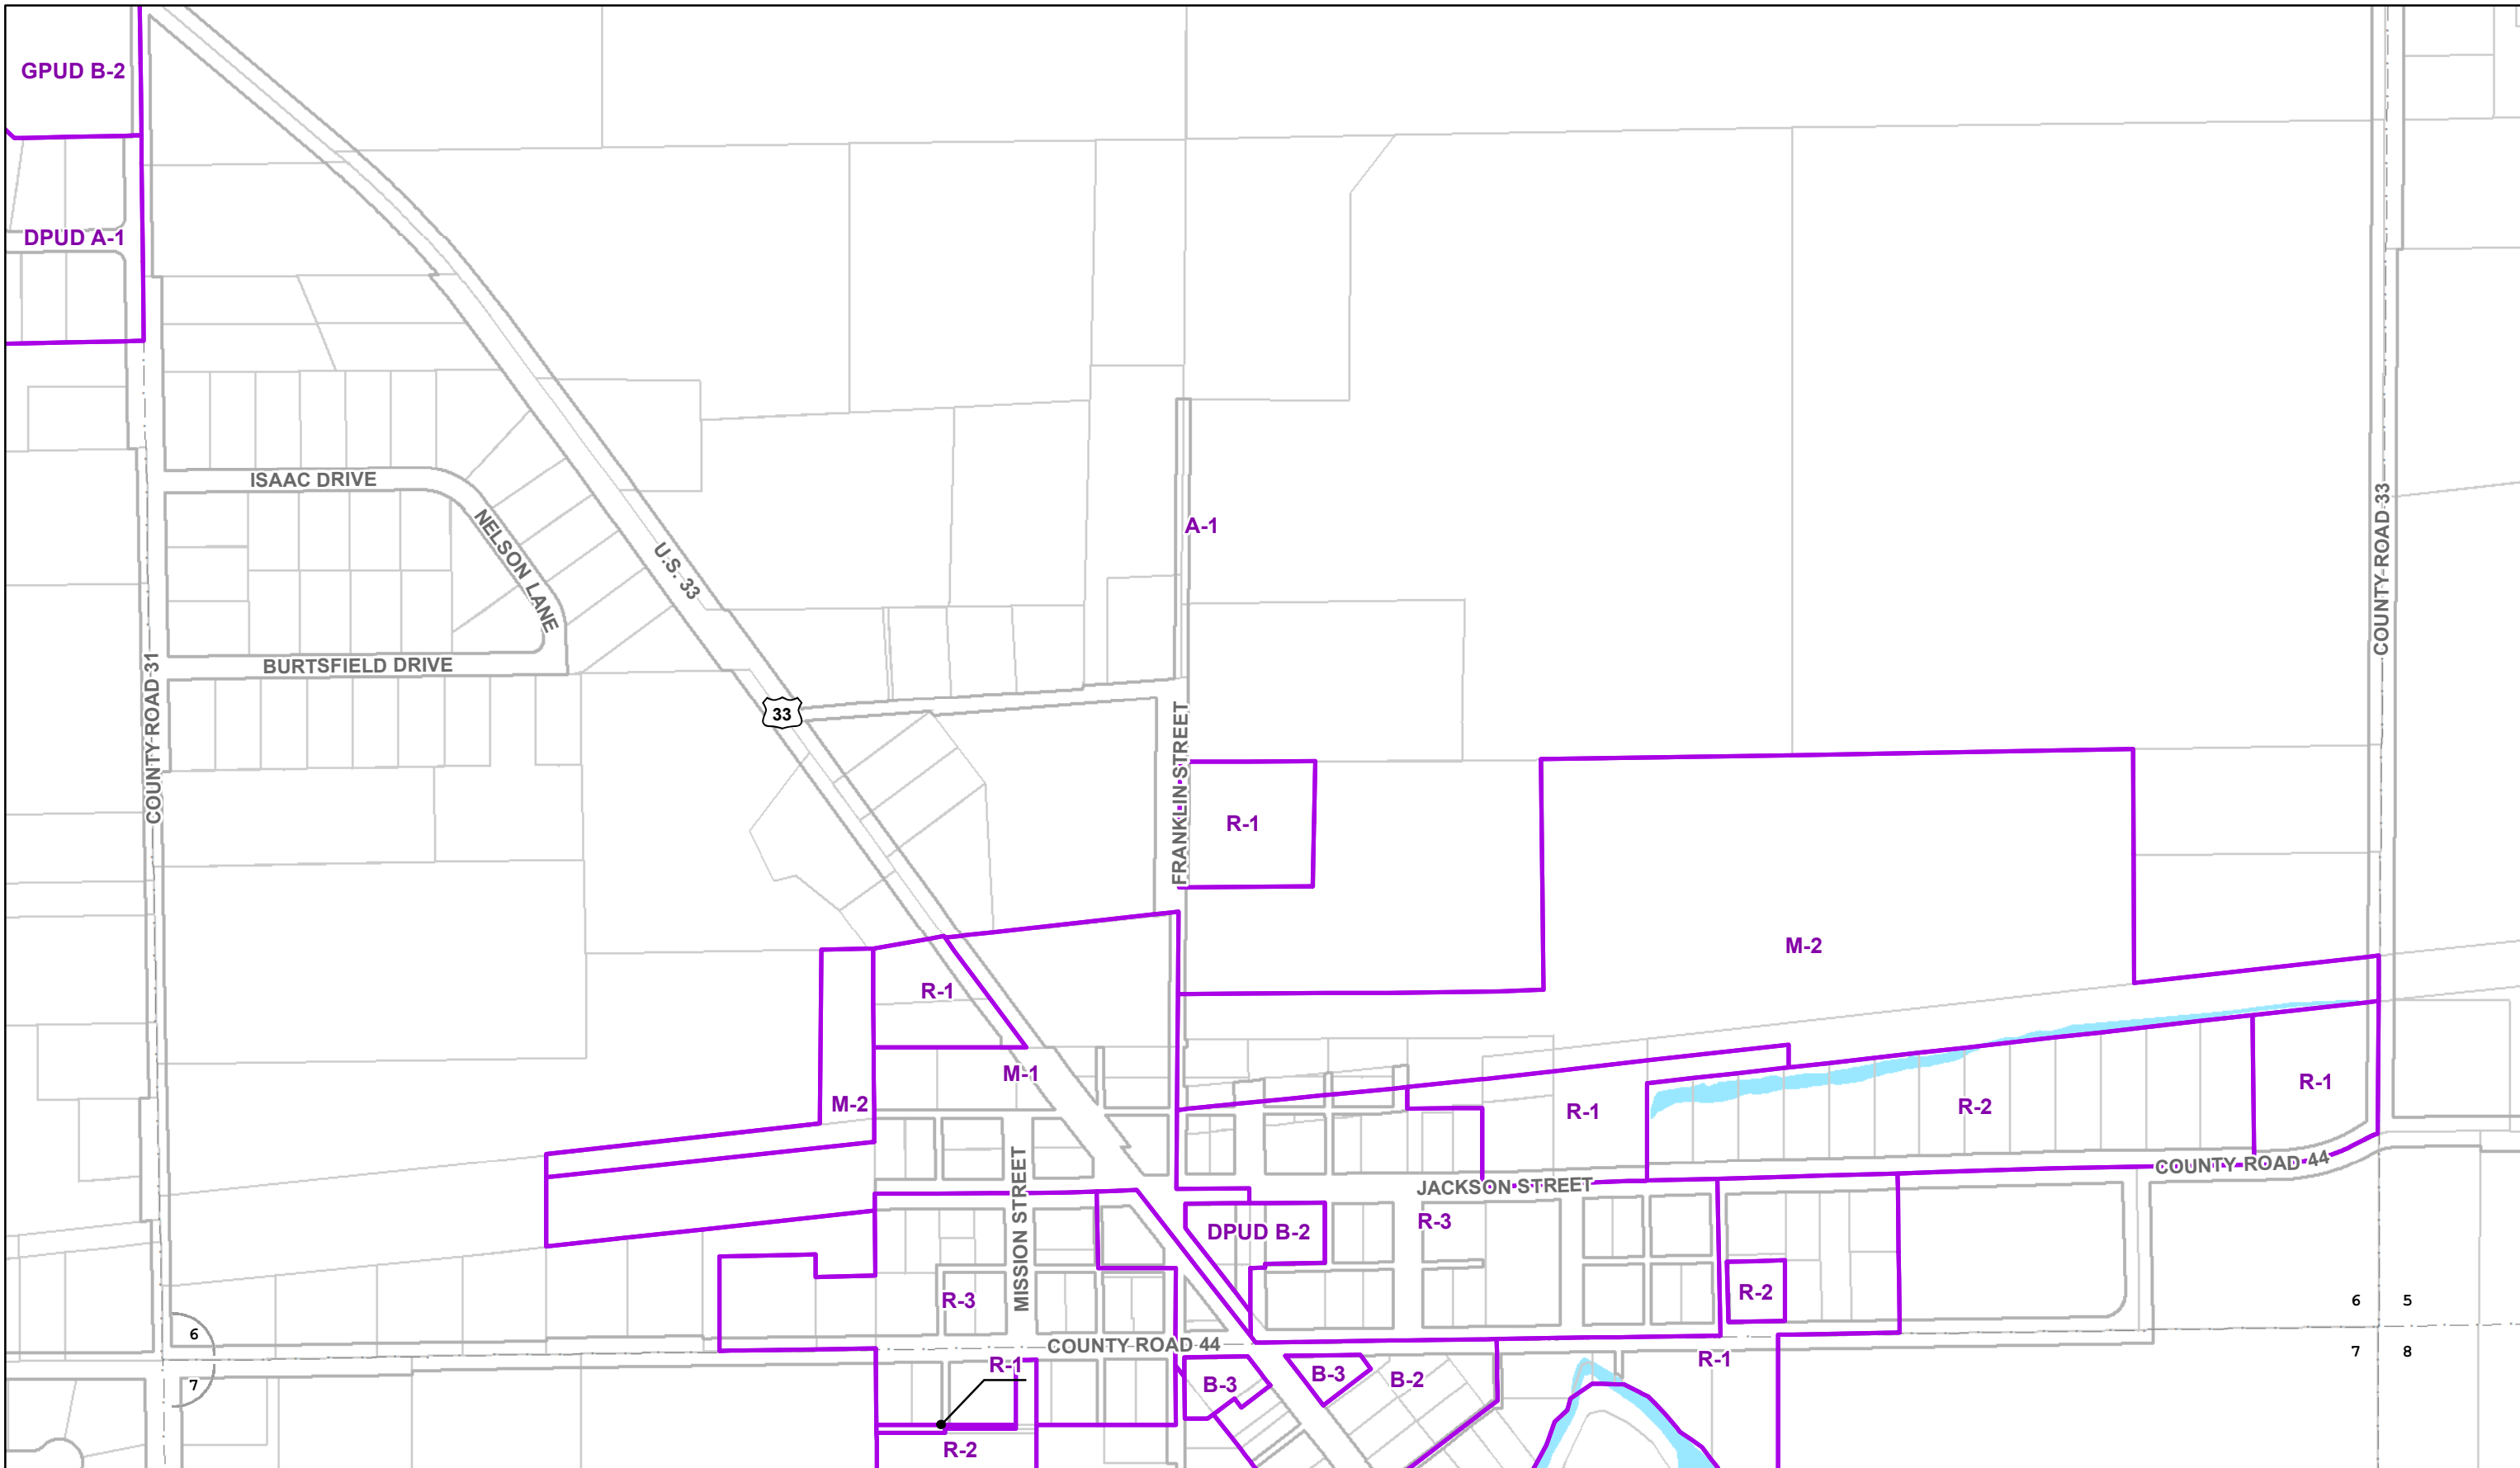 GPUD B-2
DPUD A-1
ISAAC DRIVE
NELSON LANE
U.S. 33
COUNTY ROAD 33
A-1
BURTSFIELD DRIVE
COUNTY ROAD 31
33
FRANKLIN STREET
R-1
M-2
R-1
M-1
M-2
R-1
R-2
R-1
COUNTY ROAD 44
JACKSON STREET
MISSION STREET
DPUD B-2
R-3
R-3
R-2
6 5
6
COUNTY ROAD 44
7 8
R-1
R-1
B-3
B-3
B-2
7
R-2